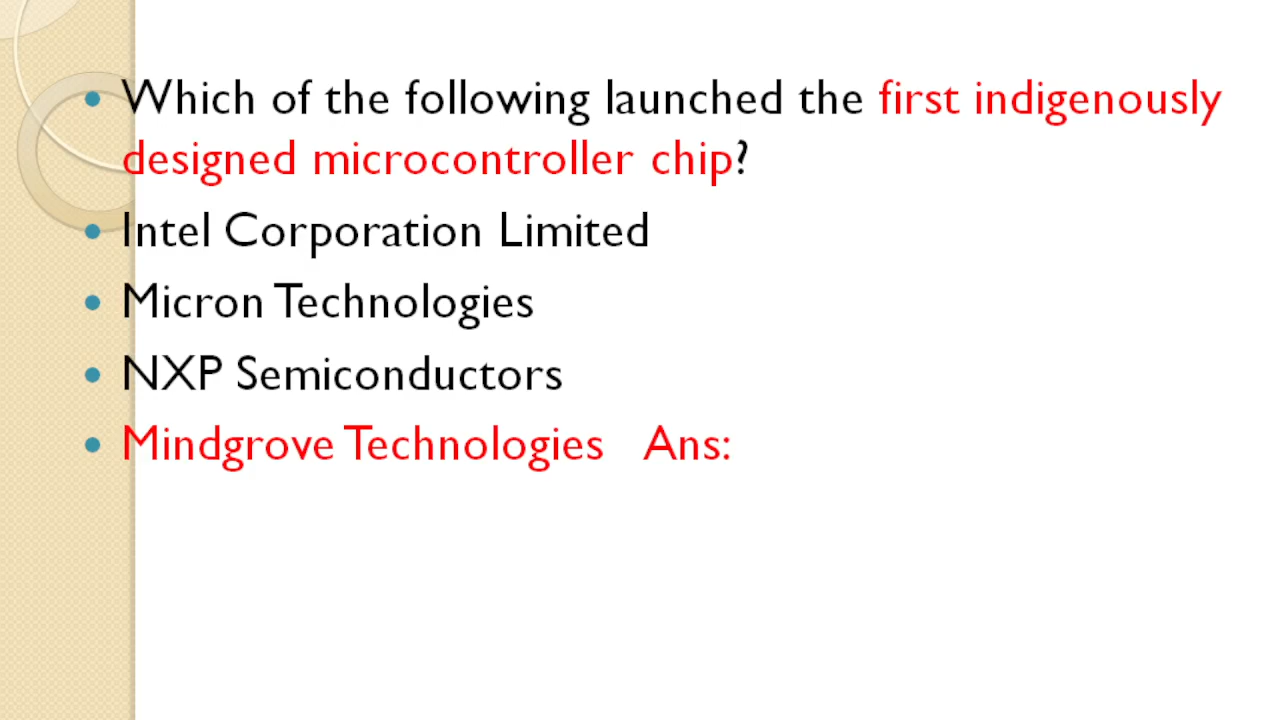 • Which of the following launched the first indigenously
designed microcontroller chip?
• Intel Corporation Limited
• Micron Technologies
• NXP Semiconductors
• Mindgrove Technologies Ans: